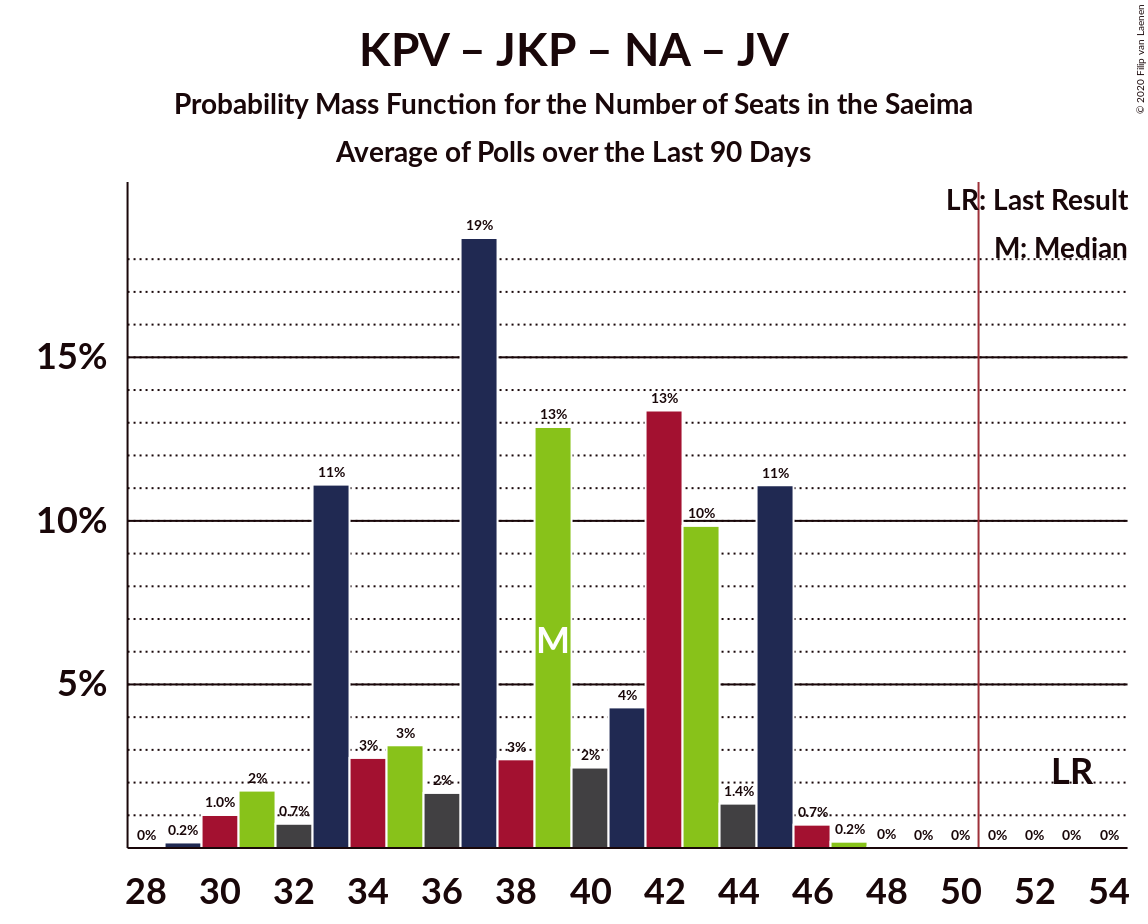 KPV – JKP – NA – JV
Probability Mass Function for the Number of Seats in the Saeima
Average of Polls over the Last 90 Days
© 2020 Filip van Laenen
LR: Last Result
M: Median
15%
10%
5%
0% 0.2% 1.0% 2% 0.7% 11% 3% 3% 2% 19% 3% 13% 2% 4% 13% 10% 1.4% 11% 0.7% 0.2% 0% 0% 0% 0% 0% 0% 0%
M
LR
28 30 32 34 36 38 40 42 44 46 48 50 52 54